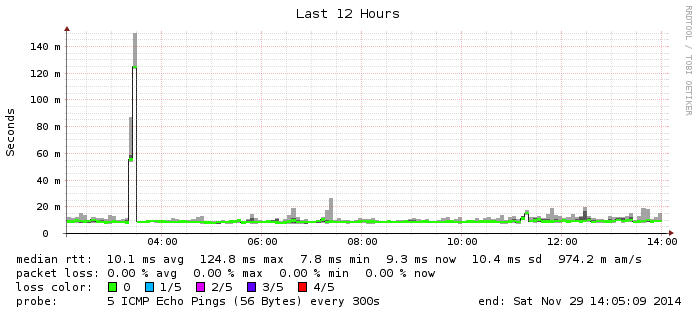 Last 12 Hours
RRDTOOL / TOBI OETIKER
Seconds
140 m
120 m
100 m
80 m
60 m
40 m
20 m
0
04:00 06:00 08:00 10:00 12:00 14:00
median rtt: 10.1 ms avg 124.8 ms max 7.8 ms min 9.3 ms now 10.4 ms sd 974.2 m am/s
packet loss: 0.00 % avg 0.00 % max 0.00 % min 0.00 % now
loss color: 0 1/5 2/5 3/5 4/5
probe: 5 ICMP Echo Pings (56 Bytes) every 300s end: Sat Nov 29 14:05:09 2014